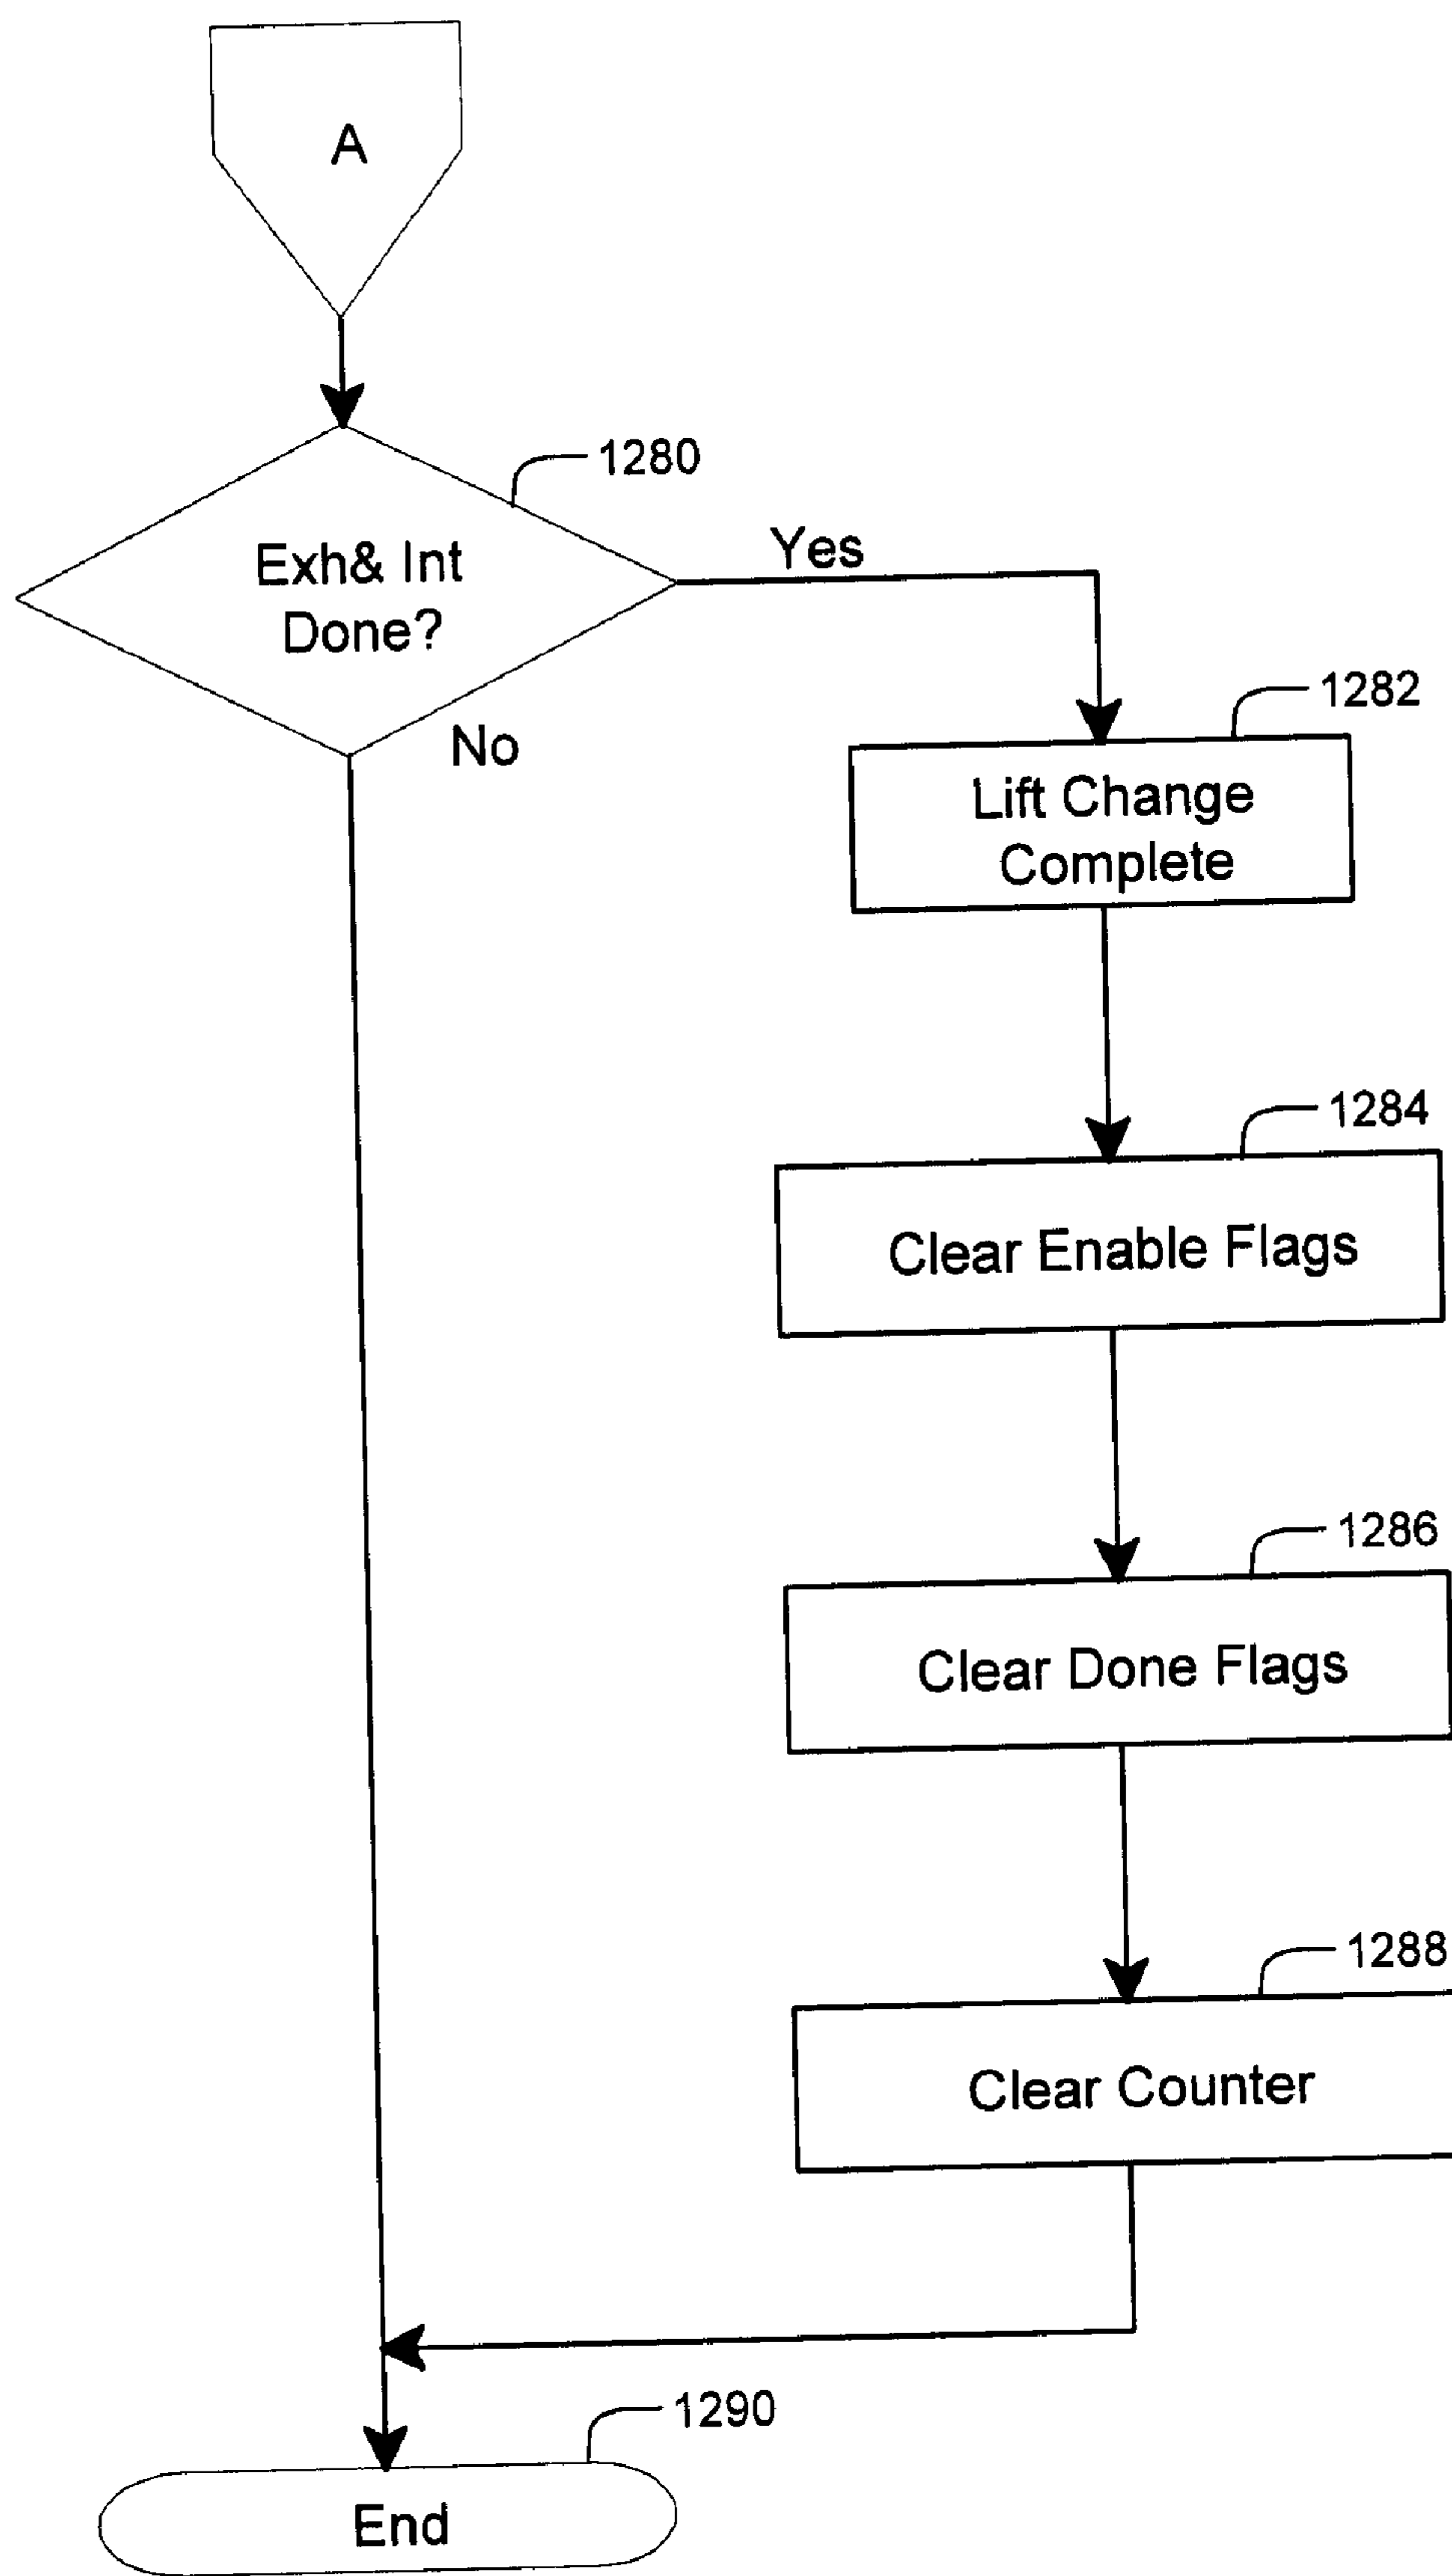 A
1280
Exh& Int
Done?
Yes
No
1282
Lift Change
Complete
1284
Clear Enable Flags
1286
Clear Done Flags
1288
Clear Counter
1290
End